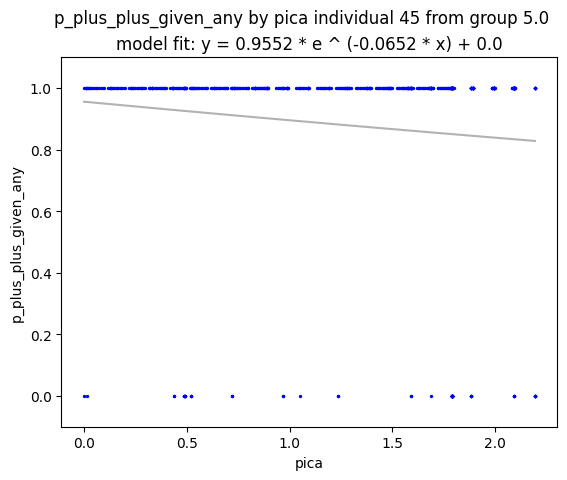 p_plus_plus_given_any by pica individual 45 from group 5.0
model fit: y = 0.9552 * e ^ (-0.0652 * x) + 0.0
1.0
0.8
0.6
0.4
0.2
0.0
p_plus_plus_given_any
0.0 0.5 1.0 1.5 2.0
pica